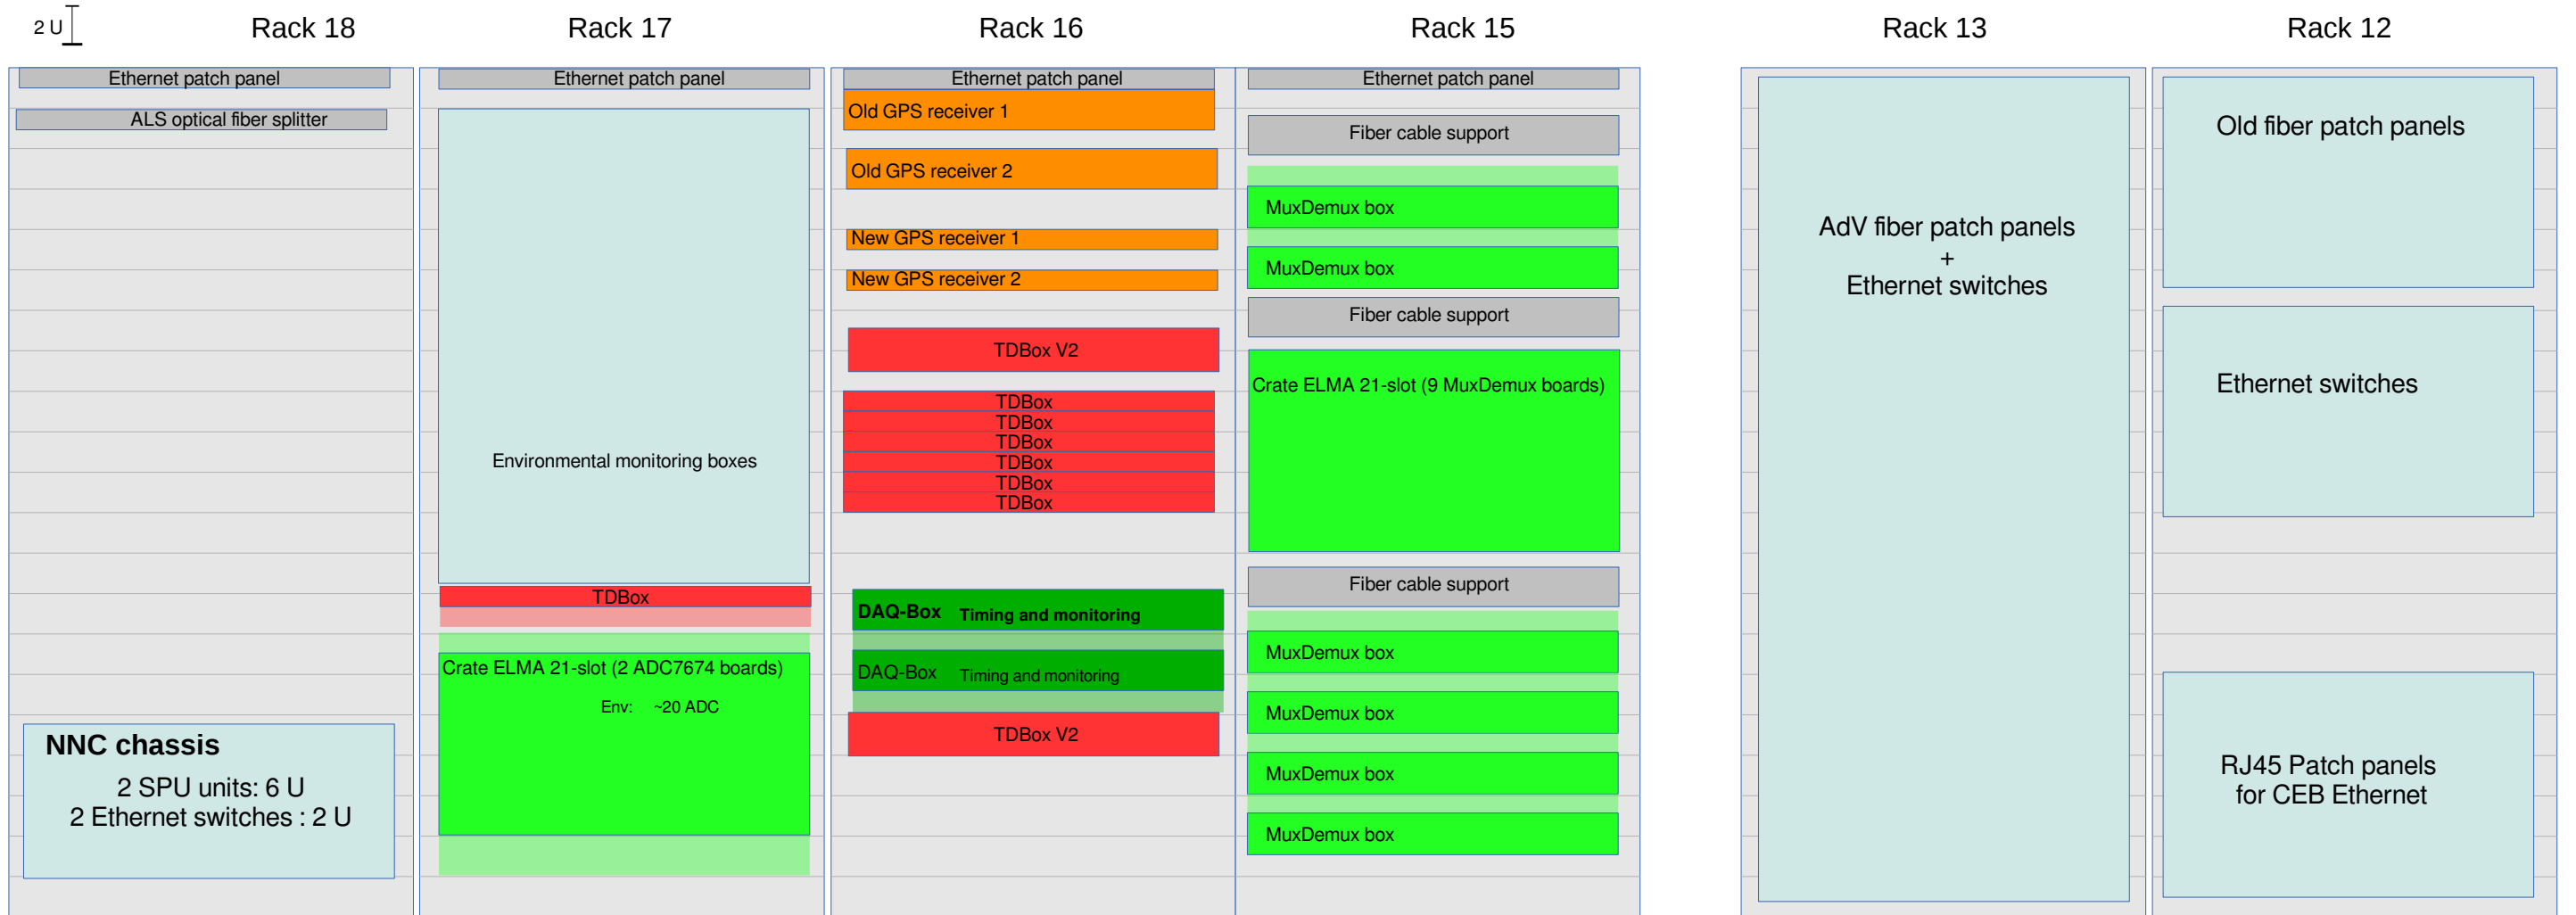 2 U
Rack 18
Rack 17
Rack 16
Rack 15
Rack 13
Rack 12
Ethernet patch panel
ALS optical fiber splitter
NNC chassis
2 SPU units: 6 U
2 Ethernet switches : 2 U
Ethernet patch panel
Environmental monitoring boxes
TDBox
Crate ELMA 21-slot (2 ADC7674 boards)
Env: ~20 ADC
Ethernet patch panel
Old GPS receiver 1
Old GPS receiver 2
New GPS receiver 1
New GPS receiver 2
TDBox V2
TDBox
TDBox
TDBox
TDBox
TDBox
TDBox
DAQ-Box Timing and monitoring
DAQ-Box Timing and monitoring
TDBox V2
Ethernet patch panel
Fiber cable support
MuxDemux box
MuxDemux box
Fiber cable support
Crate ELMA 21-slot (9 MuxDemux boards)
Fiber cable support
MuxDemux box
MuxDemux box
MuxDemux box
MuxDemux box
AdV fiber patch panels
+
Ethernet switches
Old fiber patch panels
Ethernet switches
RJ45 Patch panels
for CEB Ethernet